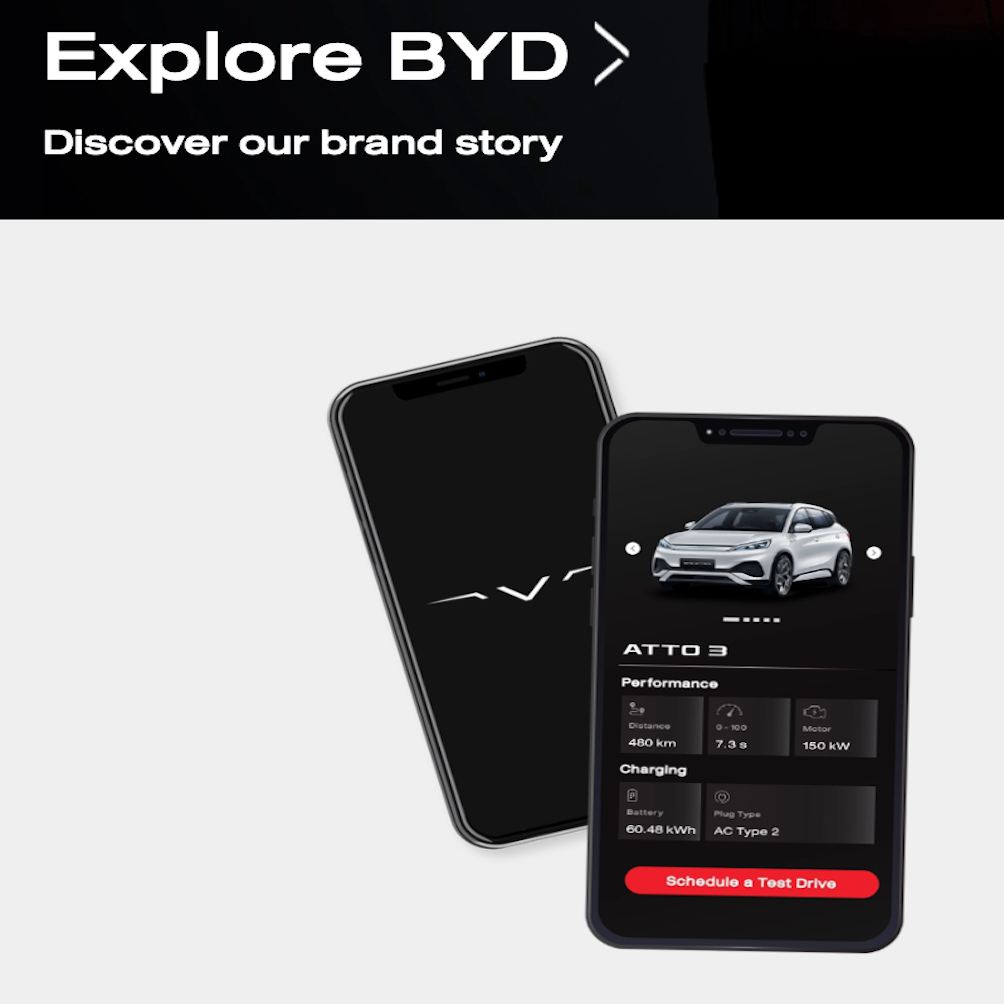 Explore BYD
Discover our brand story
ATTO 3
Performance
Distance
480 km
0-100
7.3 s
Motor
150 kW
Charging
Battery
60.48 kWh
Plug Type
AC Type 2
Schedule a Test Drive